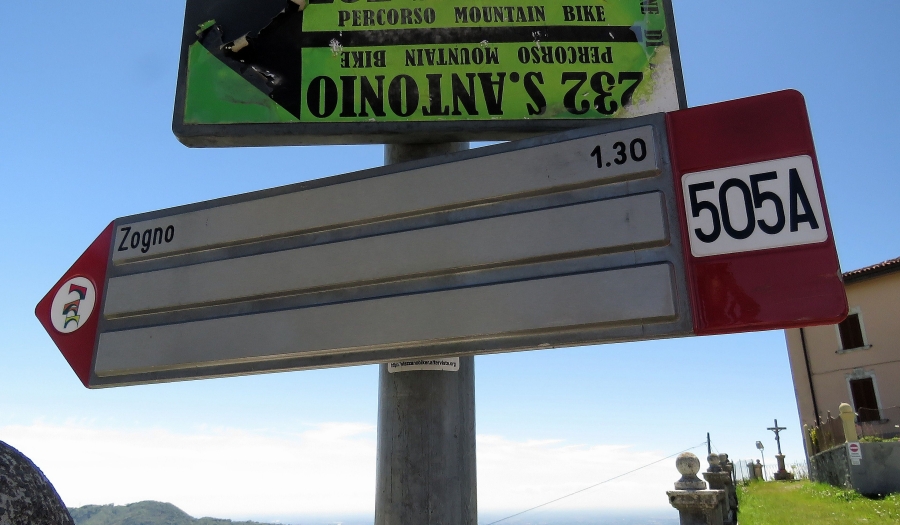 PERCORSO MOUNTAIN BIKE
PERCORSO MOUNTAIN BIKE
232 S.ANTONIO
1.30
Zogno
505A